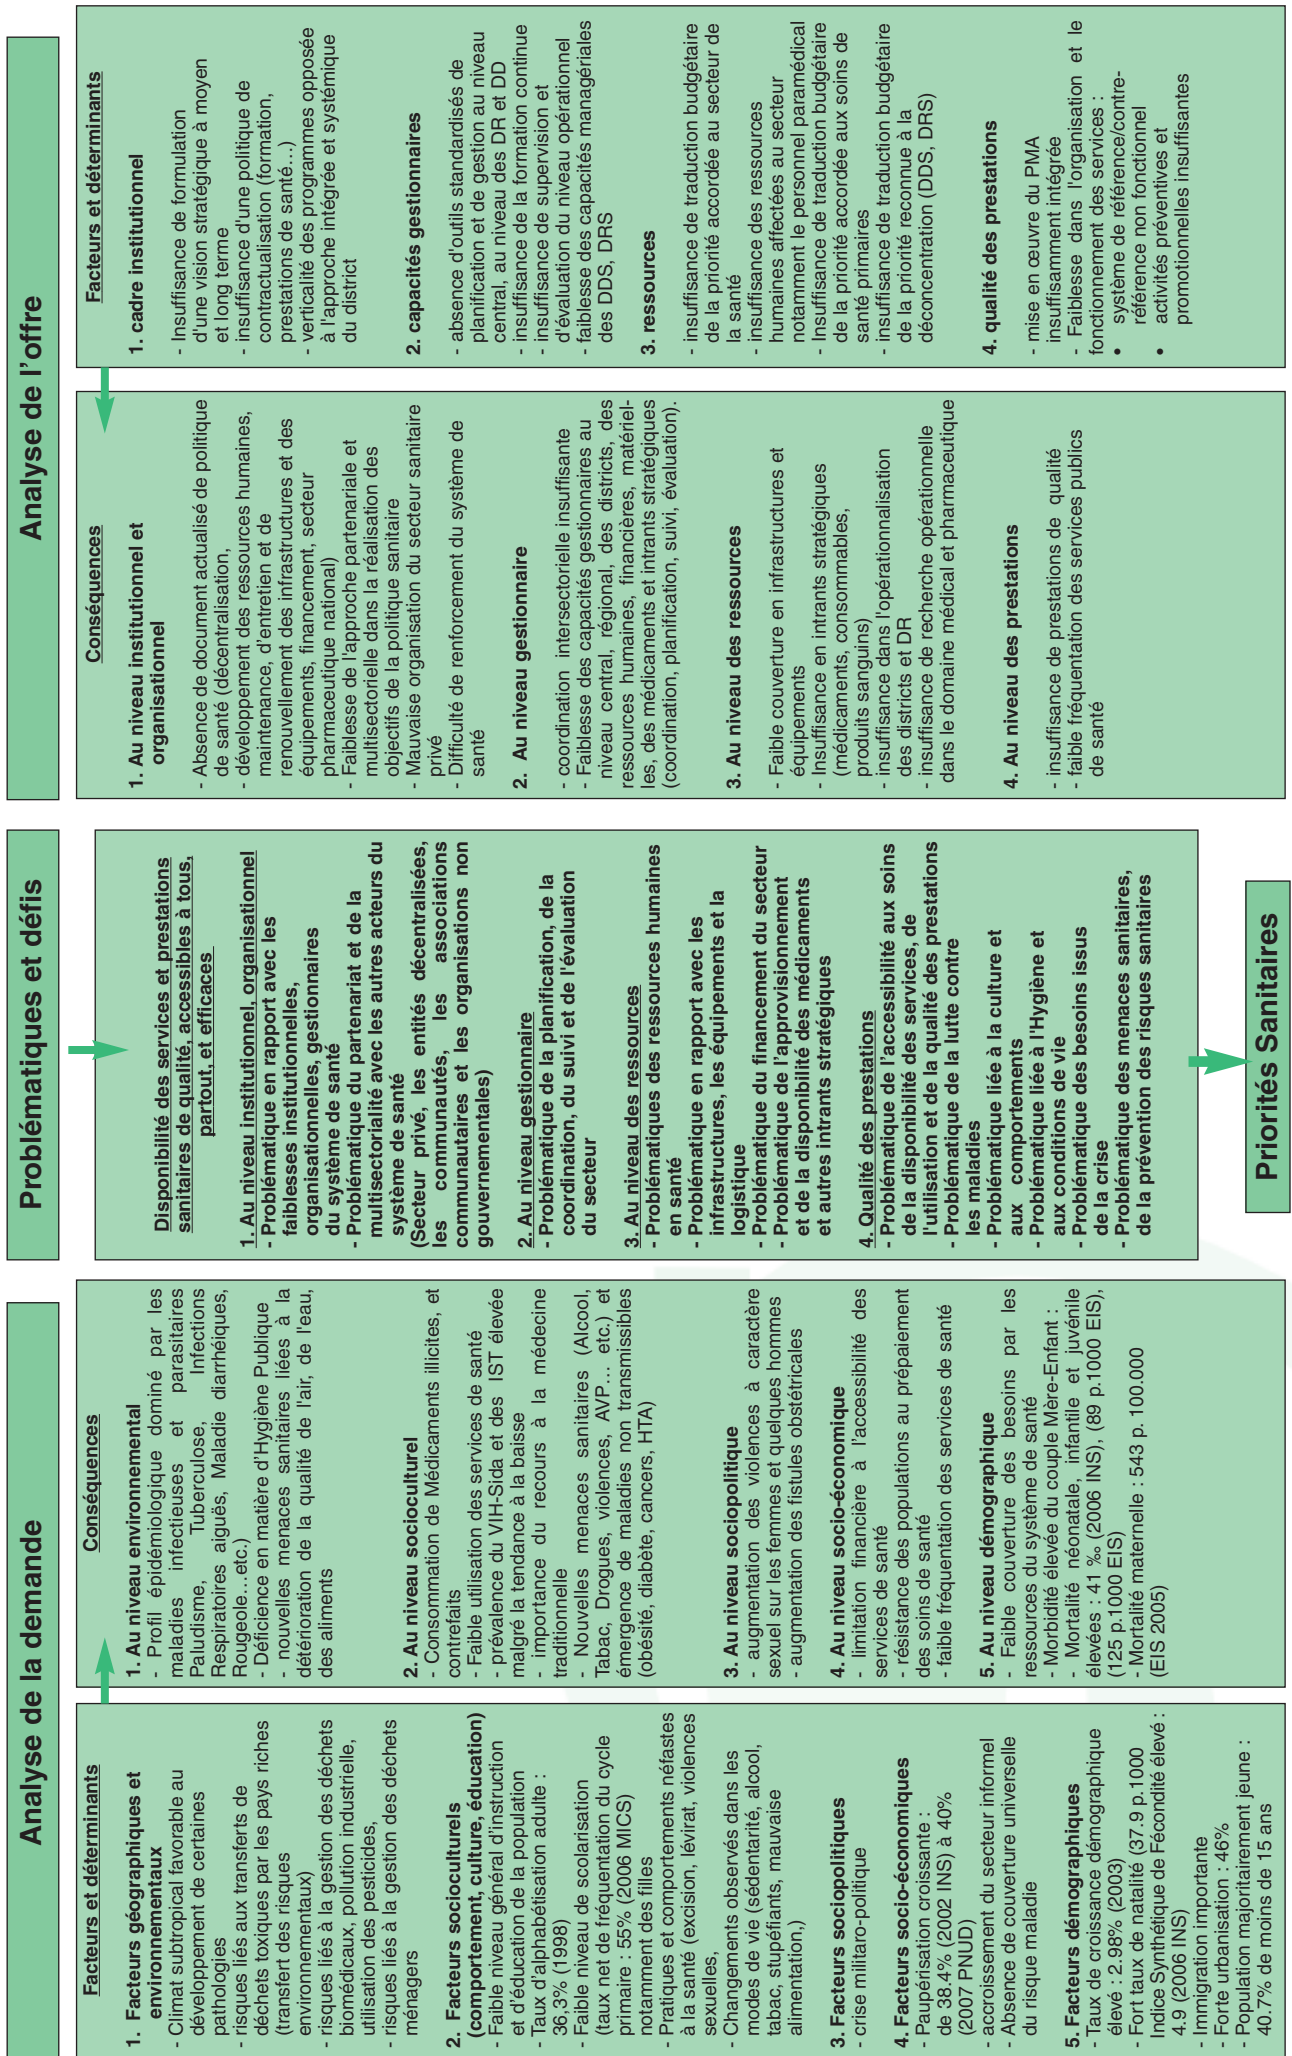 Analyse de la demande
Facteurs et déterminants
1. Facteurs géographiques et
environnementaux
- Climat subtropical favorable au
développement de certaines
pathologies
- risques liés aux transferts de
déchets toxiques par les pays riches
(transfert des risques
environnementaux)
- risques liés à la gestion des déchets
biomédicaux, pollution industrielle,
utilisation des pesticides,
- risques liés à la gestion des déchets
ménagers
2. Facteurs socioculturels
(comportement, culture, éducation)
- Faible niveau général d'instruction
et d'éducation de la population
- Taux d'alphabétisation adulte :
36,3% (1998)
- Faible niveau de scolarisation
(taux net de fréquentation du cycle
primaire : 55% (2006 MICS)
notamment des filles
- Pratiques et comportements néfastes
à la santé (excision, lévirat, violences
sexuelles,
- Changements observés dans les
modes de vie (sédentarité, alcool,
tabac, stupéfiants, mauvaise
alimentation,)
3. Facteurs sociopolitiques
- crise militaro-politique
4. Facteurs socio-économiques
- Paupérisation croissante :
de 38.4% (2002 INS) à 40%
(2007 PNUD)
- accroissement du secteur informel
- Absence de couverture universelle
du risque maladie
5. Facteurs démographiques
- Taux de croissance démographique
élevé : 2.98% (2003)
- Fort taux de natalité (37.9 p.1000
Indice Synthétique de Fécondité élevé :
4.9 (2006 INS)
- Immigration importante
- Forte urbanisation : 46%
- Population majoritairement jeune :
40.7% de moins de 15 ans
Conséquences
1. Au niveau environnemental
- Profil épidémiologique dominé par les
maladies infectieuses et parasitaires
Paludisme, Tuberculose, Infections
Respiratoires aiguës, Maladie diarrhéiques,
Rougeole…etc.)
- Déficience en matière d'Hygiène Publique
- nouvelles menaces sanitaires liées à la
détérioration de la qualité de l'air, de l'eau,
des aliments
2. Au niveau socioculturel
- Consommation de Médicaments illicites, et
contrefaits
- Faible utilisation des services de santé
- prévalence du VIH-Sida et des IST élevée
malgré la tendance à la baisse
- importance du recours à la médecine
traditionnelle
- Nouvelles menaces sanitaires (Alcool,
Tabac, Drogues, violences, AVP… etc.) et
émergence de maladies non transmissibles
(obésité, diabète, cancers, HTA)
3. Au niveau sociopolitique
- augmentation des violences à caractère
sexuel sur les femmes et quelques hommes
- augmentation des fistules obstétricales
4. Au niveau socio-économique
- limitation financière à l'accessibilité des
services de santé
- résistance des populations au prépaiement
des soins de santé
- faible fréquentation des services de santé
5. Au niveau démographique
- Faible couverture des besoins par les
ressources du système de santé
- Morbidité élevée du couple Mère-Enfant :
- Mortalité néonatale, infantile et juvénile
élevées : 41 ‰ (2006 INS), (89 p.1000 EIS),
(125 p.1000 EIS)
- Mortalité maternelle : 543 p. 100.000
(EIS 2005)
Problématiques et défis
Disponibilité des services et prestations
sanitaires de qualité, accessibles à tous,
partout, et efficaces
1. Au niveau institutionnel, organisationnel
- Problématique en rapport avec les
faiblesses institutionnelles,
organisationnelles, gestionnaires
du système de santé
- Problématique du partenariat et de la
multisectorialité avec les autres acteurs du
système de santé
(Secteur privé, les entités décentralisées,
les communautés, les associations
communautaires et les organisations non
gouvernementales)
2. Au niveau gestionnaire
- Problématique de la planification, de la
coordination, du suivi et de l'évaluation
du secteur
3. Au niveau des ressources
- Problématiques des ressources humaines
en santé
- Problématique en rapport avec les
infrastructures, les équipements et la
logistique
- Problématique du financement du secteur
- Problématique de l'approvisionnement
et de la disponibilité des médicaments
et autres intrants stratégiques
4. Qualité des prestations
- Problématique de l'accessibilité aux soins
de la disponibilité des services, de
l'utilisation et de la qualité des prestations
- Problématique de la lutte contre
les maladies
- Problématique liée à la culture et
aux comportements
- Problématique liée à l'Hygiène et
aux conditions de vie
- Problématique des besoins issus
de la crise
- Problématique des menaces sanitaires,
de la prévention des risques sanitaires
Priorités Sanitaires
Analyse de l'offre
Conséquences
1. Au niveau institutionnel et
organisationnel
- Absence de document actualisé de politique
de santé (décentralisation,
- développement des ressources humaines,
maintenance, d'entretien et de
renouvellement des infrastructures et des
équipements, financement, secteur
pharmaceutique national)
- Faiblesse de l'approche partenariale et
multisectorielle dans la réalisation des
objectifs de la politique sanitaire
- Mauvaise organisation du secteur sanitaire
privé
- Difficulté de renforcement du système de
santé
2. Au niveau gestionnaire
- coordination intersectorielle insuffisante
- Faiblesse des capacités gestionnaires au
niveau central, régional, des districts, des
ressources humaines, financières, matériel-
les, des médicaments et intrants stratégiques
(coordination, planification, suivi, évaluation).
3. Au niveau des ressources
- Faible couverture en infrastructures et
équipements
- Insuffisance en intrants stratégiques
(médicaments, consommables,
produits sanguins)
- insuffisance dans l'opérationnalisation
des districts et DR
- insuffisance de recherche opérationnelle
dans le domaine médical et pharmaceutique
4. Au niveau des prestations
- insuffisance de prestations de qualité
- faible fréquentation des services publics
de santé
Facteurs et déterminants
1. cadre institutionnel
- Insuffisance de formulation
d'une vision stratégique à moyen
et long terme
- insuffisance d'une politique de
contractualisation (formation,
prestations de santé…)
- verticalité des programmes opposée
à l'approche intégrée et systémique
du district
2. capacités gestionnaires
- absence d'outils standardisés de
planification et de gestion au niveau
central, au niveau des DR et DD
- insuffisance de la formation continue
- insuffisance de supervision et
d'évaluation du niveau opérationnel
- faiblesse des capacités managériales
des DDS, DRS
3. ressources
- insuffisance de traduction budgétaire
de la priorité accordée au secteur de
la santé
- insuffisance des ressources
humaines affectées au secteur
notamment le personnel paramédical
- Insuffisance de traduction budgétaire
de la priorité accordée aux soins de
santé primaires
- insuffisance de traduction budgétaire
de la priorité reconnue à la
déconcentration (DDS, DRS)
4. qualité des prestations
- mise en œuvre du PMA
insuffisamment intégrée
- Faiblesse dans l'organisation et le
fonctionnement des services :
• système de référence/contre-
référence non fonctionnel
• activités préventives et
promotionnelles insuffisantes